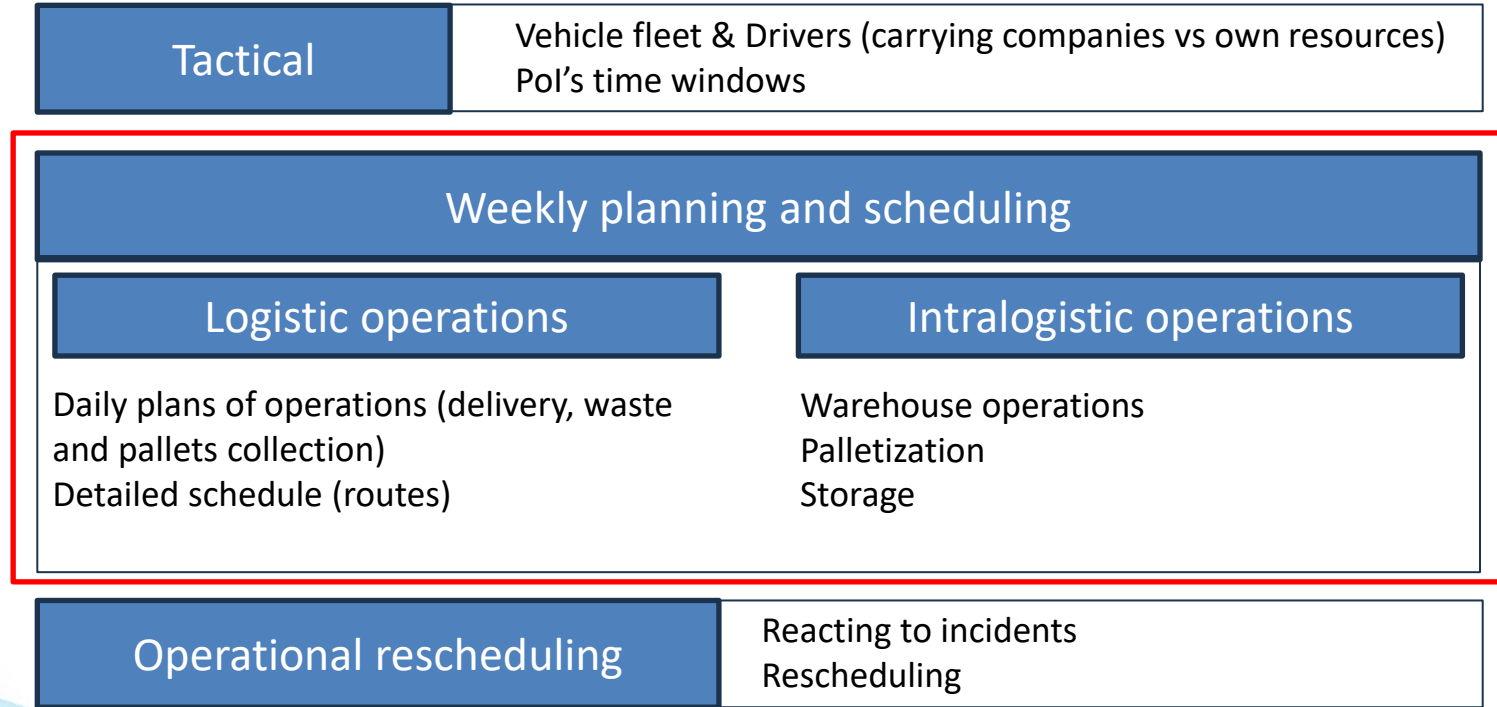 Tactical
Vehicle fleet & Drivers (carrying companies vs own resources)
PoI's time windows
Weekly planning and scheduling
Logistic operations
Intralogistic operations
Daily plans of operations (delivery, waste
and pallets collection)
Detailed schedule (routes)
Warehouse operations
Palletization
Storage
Operational rescheduling
Reacting to incidents
Rescheduling